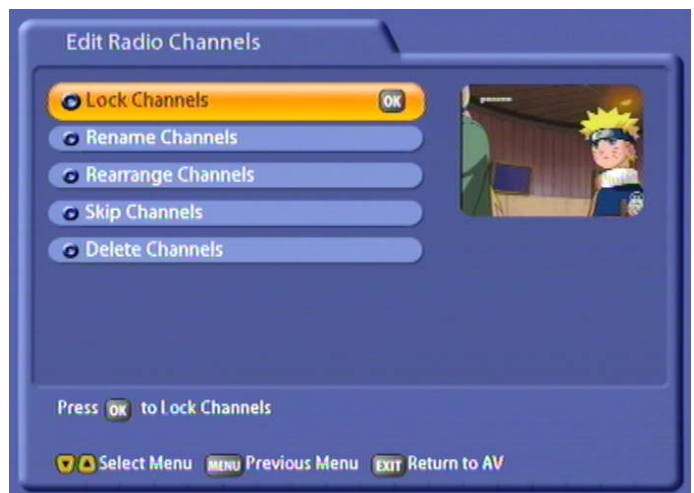 Edit Radio Channels
Lock Channels OK
Rename Channels
Rearrange Channels
Skip Channels
Delete Channels
Press OK to Lock Channels
Select Menu MENU Previous Menu EXIT Return to AV